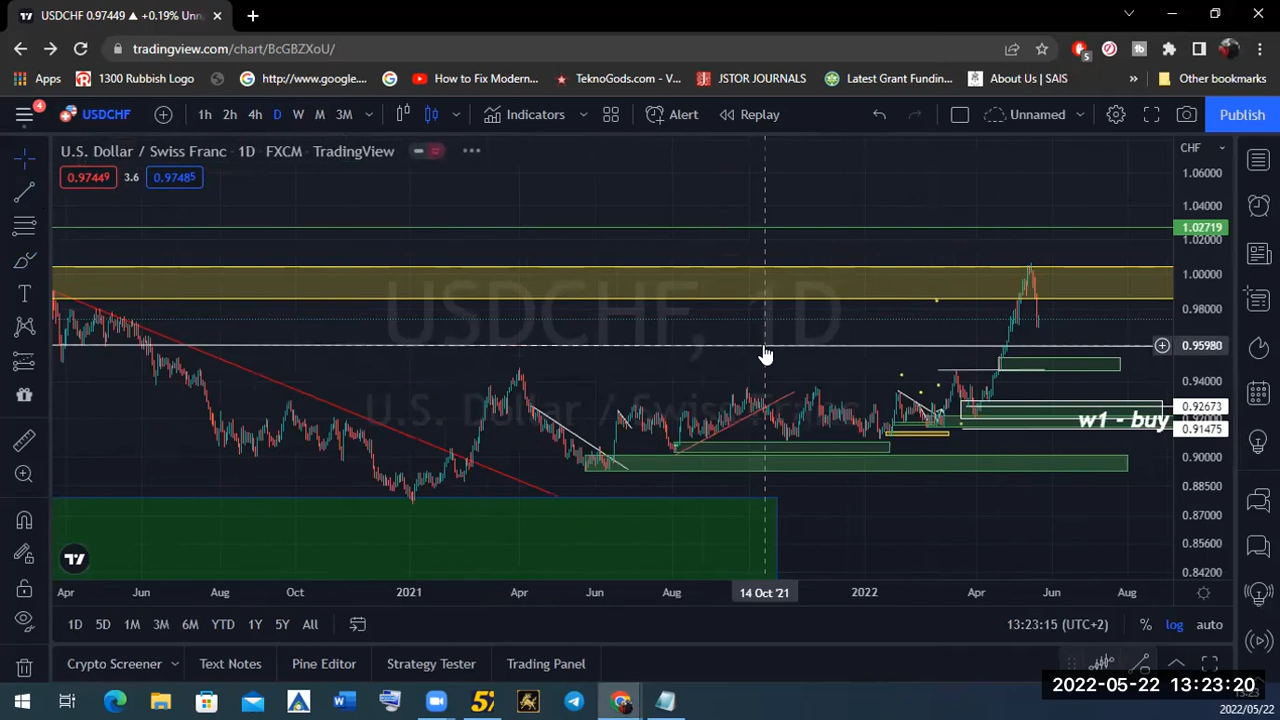 USDCHF 0.97449 ▲ +0.19% Unna
tradingview.com/chart/BcGBZXoU/
5
Apps
1300 Rubbish Logo
http://www.google...
How to Fix Modern...
TeknoGods.com - V...
JSTOR JOURNALS
Latest Grant Fundin...
About Us | SAIS
»
Other bookmarks
4
USDCHF
1h 2h 4h D W M 3M
Indicators
Alert
Replay
Unnamed
Publish
U.S. Dollar / Swiss Franc · 1D · FXCM · TradingView
CHF
0.97449 3.6 0.97485
1.06000
1.04000
1.02719
1.02000
1.00000
USDCHF, 1D
0.98000
0.95980
0.94000
U.S. Dollar / Swiss Franc
0.92673
w1 - buy
0.91475
0.90000
0.88500
0.87000
0.85600
0.84200
Apr Jun Aug Oct 2021 Apr Jun Aug 14 Oct '21 2022 Apr Jun Aug
1D 5D 1M 3M 6M YTD 1Y 5Y All
13:23:15 (UTC+2)
% log auto
Crypto Screener
Text Notes
Pine Editor
Strategy Tester
Trading Panel
2022-05-22 13:23:20
2022/05/22